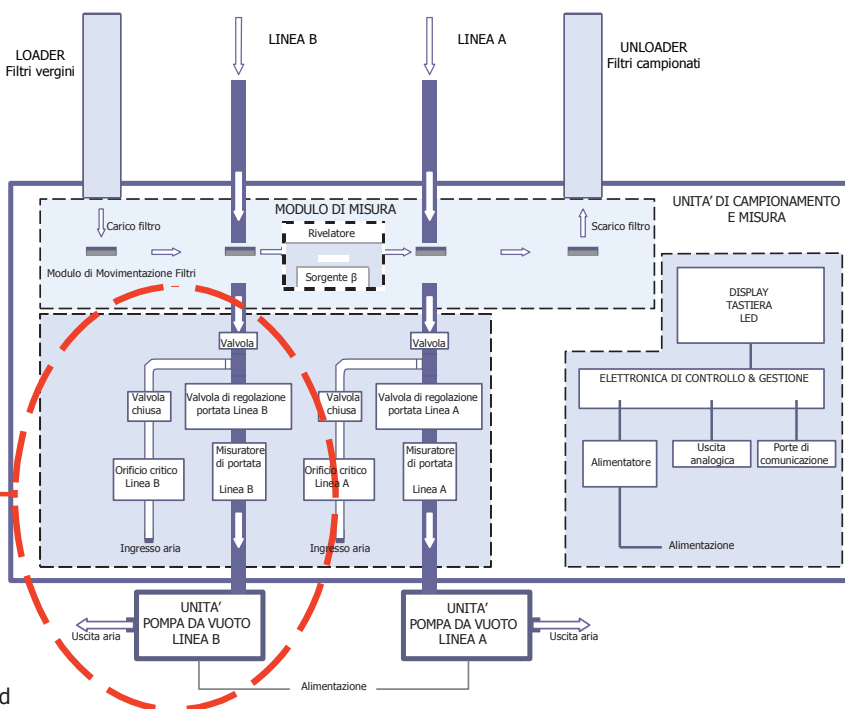 LOADER
Filtri vergini
LINEA B
LINEA A
UNLOADER
Filtri campionati
MODULO DI MISURA
UNITA’ DI CAMPIONAMENTO
E MISURA
Carico filtro
Rivelatore
Scarico filtro
Modulo di Movimentazione Filtri
Sorgente β
DISPLAY
TASTIERA
LED
Valvola
Valvola
Valvola
chiusa
Valvola di regolazione
portata Linea B
Valvola
chiusa
Valvola di regolazione
portata Linea A
ELETTRONICA DI CONTROLLO & GESTIONE
Orificio critico
Linea B
Misuratore
di portata
Linea B
Orificio critico
Linea A
Misuratore
di portata
Linea A
Alimentatore
Uscita
analogica
Porte di
comunicazione
Ingresso aria
Ingresso aria
Alimentazione
UNITA’
POMPA DA VUOTO
LINEA B
UNITA’
POMPA DA VUOTO
LINEA A
Uscita aria
Uscita aria
Alimentazione
d